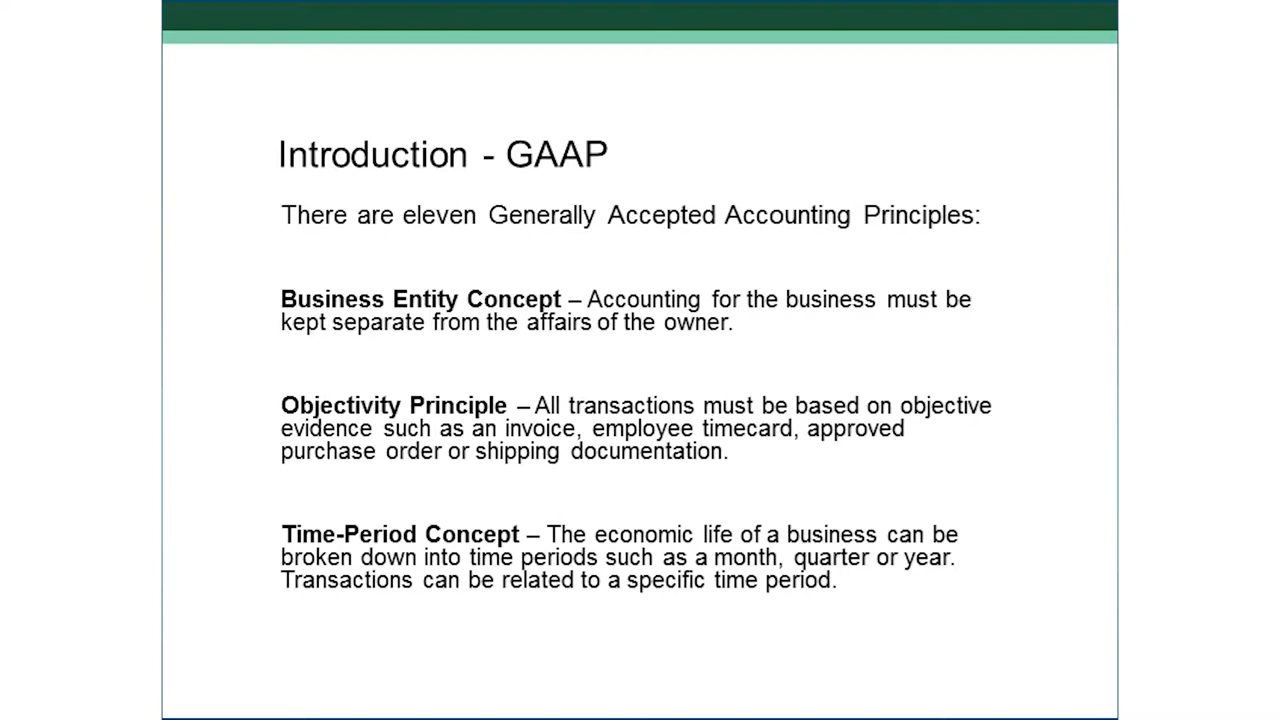 Introduction - GAAP
There are eleven Generally Accepted Accounting Principles:
Business Entity Concept – Accounting for the business must be
kept separate from the affairs of the owner.
Objectivity Principle – All transactions must be based on objective
evidence such as an invoice, employee timecard, approved
purchase order or shipping documentation.
Time-Period Concept – The economic life of a business can be
broken down into time periods such as a month, quarter or year.
Transactions can be related to a specific time period.